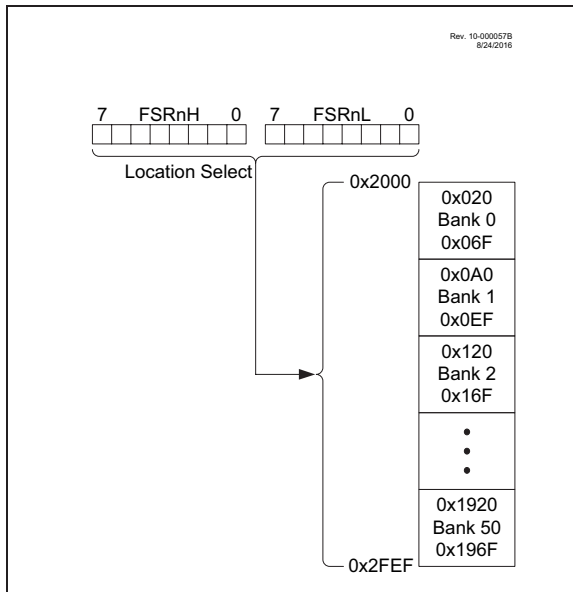 Rev. 10-000057B
8/24/2016
7 FSRnH 0 7 FSRnL 0
Location Select
0x2000
0x020
Bank 0
0x06F
0x0A0
Bank 1
0x0EF
0x120
Bank 2
0x16F
0x1920
Bank 50
0x196F
0x2FEF